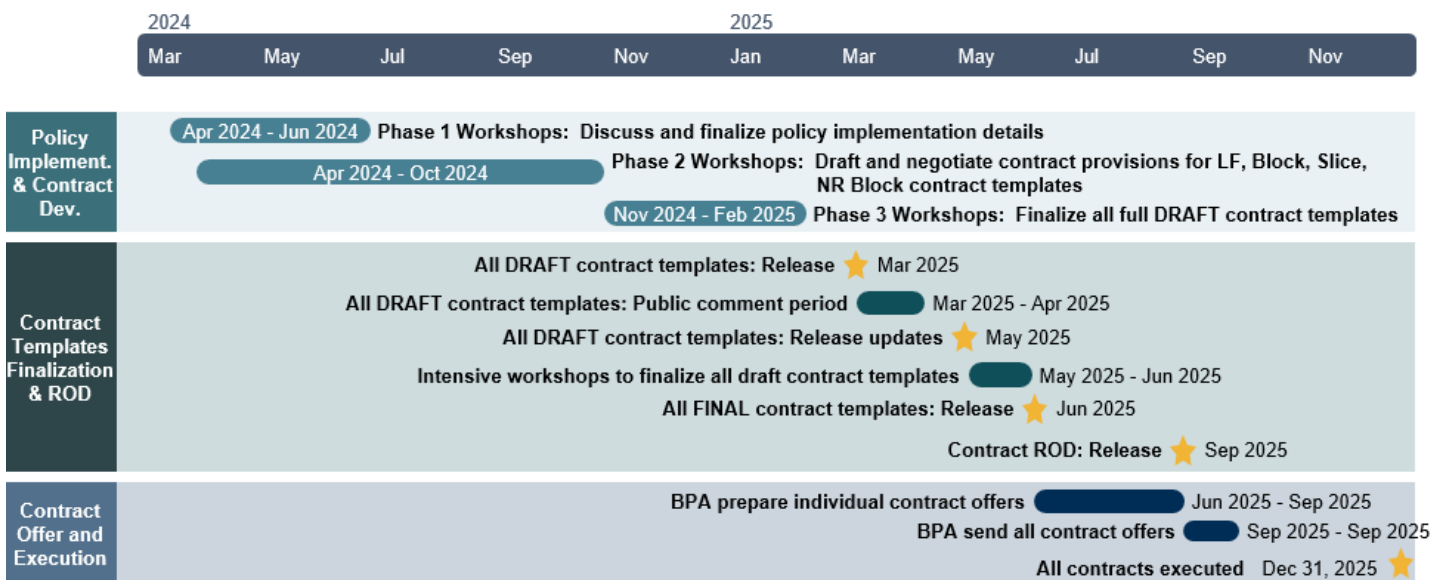 2024 2025
Mar May Jul Sep Nov Jan Mar May Jul Sep Nov
Policy
Implement.
& Contract
Dev.
Apr 2024 - Jun 2024 Phase 1 Workshops: Discuss and finalize policy implementation details
Apr 2024 - Oct 2024 Phase 2 Workshops: Draft and negotiate contract provisions for LF, Block, Slice,
NR Block contract templates
Nov 2024 - Feb 2025 Phase 3 Workshops: Finalize all full DRAFT contract templates
Contract
Templates
Finalization
& ROD
All DRAFT contract templates: Release Mar 2025
All DRAFT contract templates: Public comment period Mar 2025 - Apr 2025
All DRAFT contract templates: Release updates May 2025
Intensive workshops to finalize all draft contract templates May 2025 - Jun 2025
All FINAL contract templates: Release Jun 2025
Contract ROD: Release Sep 2025
Contract
Offer and
Execution
BPA prepare individual contract offers Jun 2025 - Sep 2025
BPA send all contract offers Sep 2025 - Sep 2025
All contracts executed Dec 31, 2025